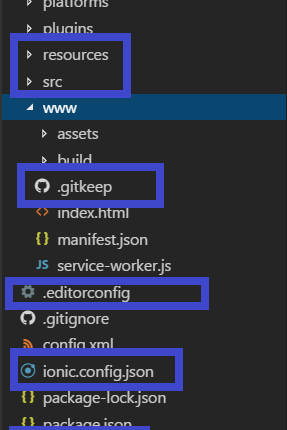 platforms
plugins
resources
src
www
assets
build
.gitkeep
index.html
{} manifest.json
JS service-worker.js
.editorconfig
.gitignore
config.xml
ionic.config.json
{} package-lock.json
{} package.json